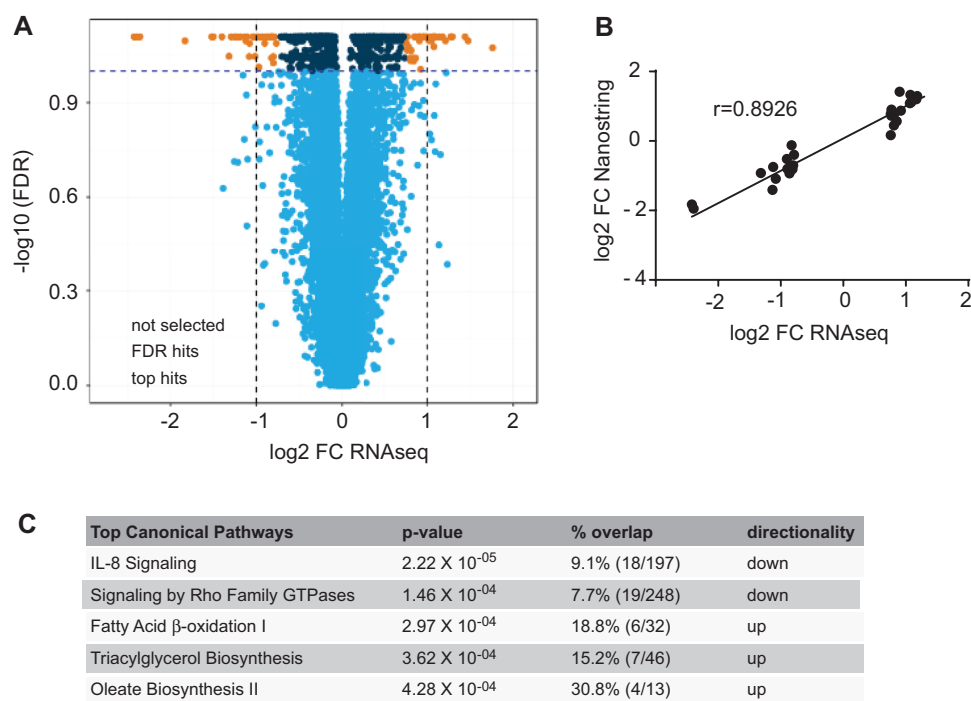 A
-log10 (FDR)
0.9
0.6
0.3
0.0
not selected
FDR hits
top hits
-2 -1 0 1 2
log2 FC RNAseq
B
log2 FC Nanostring
2
0
-2
-4
r=0.8926
-2 -1 0 1 2
log2 FC RNAseq
C
Top Canonical Pathways p-value % overlap directionality
IL-8 Signaling 2.22 X 10-05 9.1% (18/197) down
Signaling by Rho Family GTPases 1.46 X 10-04 7.7% (19/248) down
Fatty Acid β-oxidation I 2.97 X 10-04 18.8% (6/32) up
Triacylglycerol Biosynthesis 3.62 X 10-04 15.2% (7/46) up
Oleate Biosynthesis II 4.28 X 10-04 30.8% (4/13) up